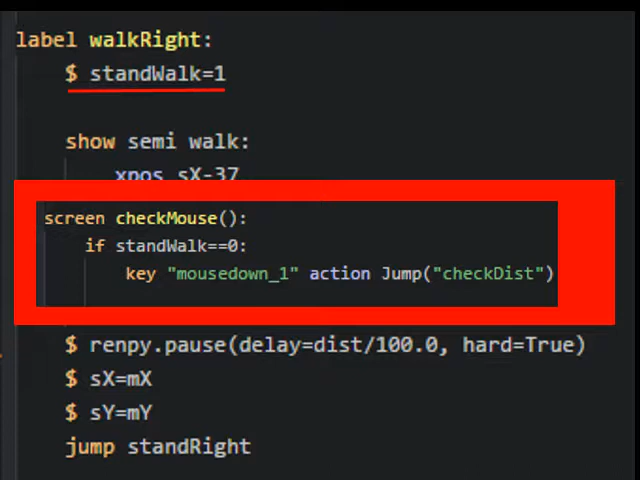 label walkRight:
$ standWalk=1
show semi walk:
xpos sX-37
screen checkMouse():
if standWalk==0:
key "mousedown_1" action Jump("checkDist")
$ renpy.pause(delay=dist/100.0, hard=True)
$ sX=mX
$ sY=mY
jump standRight